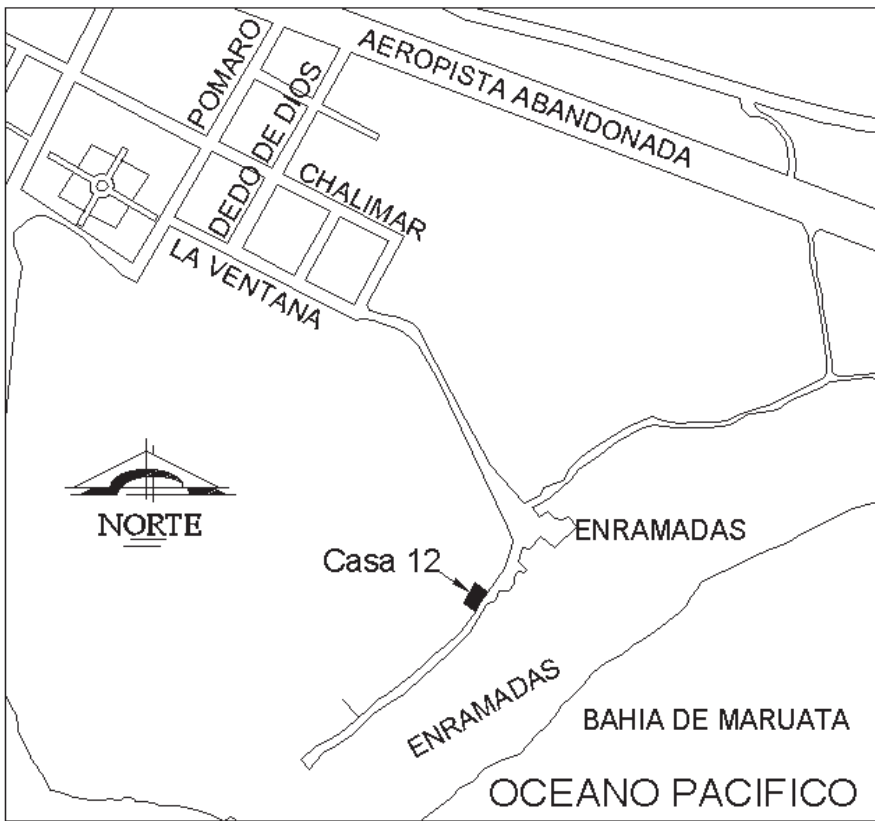 POMARO
DEDO DE DIOS
AEROPISTA ABANDONADA
CHALIMAR
LA VENTANA
NORTE
ENRAMADAS
Casa 12
ENRAMADAS
BAHIA DE MARUATA
OCEANO PACIFICO